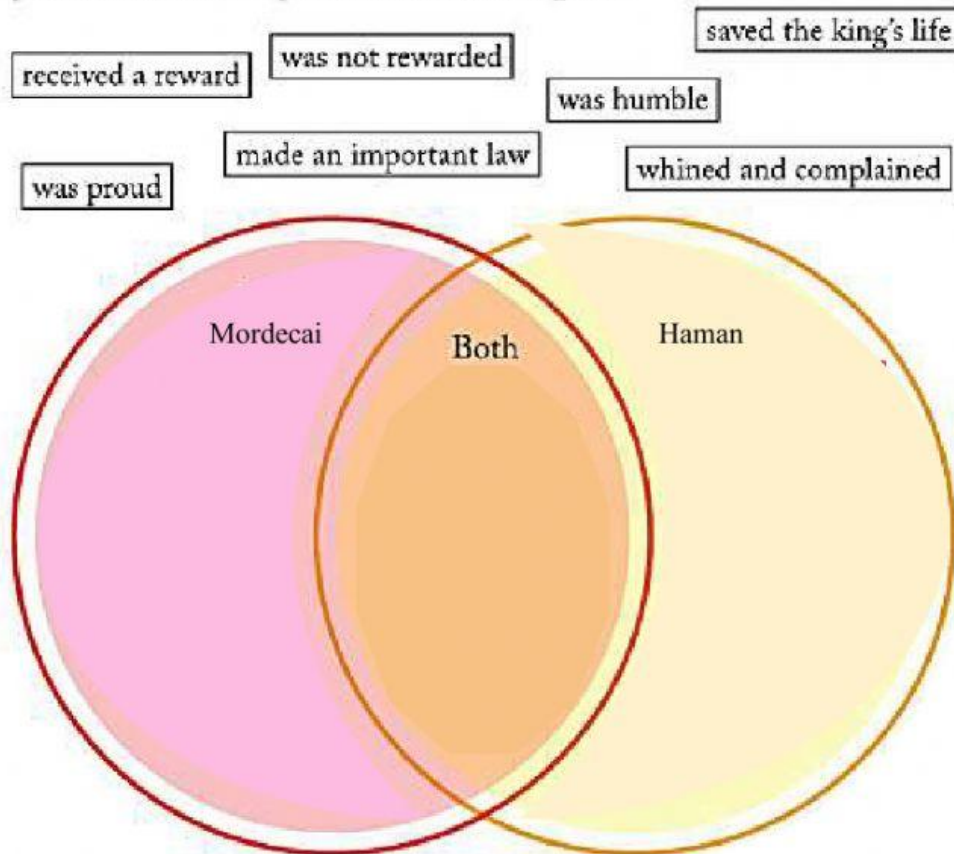 saved the king's life
was not rewarded
received a reward
was humble
made an important law
whined and complained
was proud
Mordecai
Both
Haman